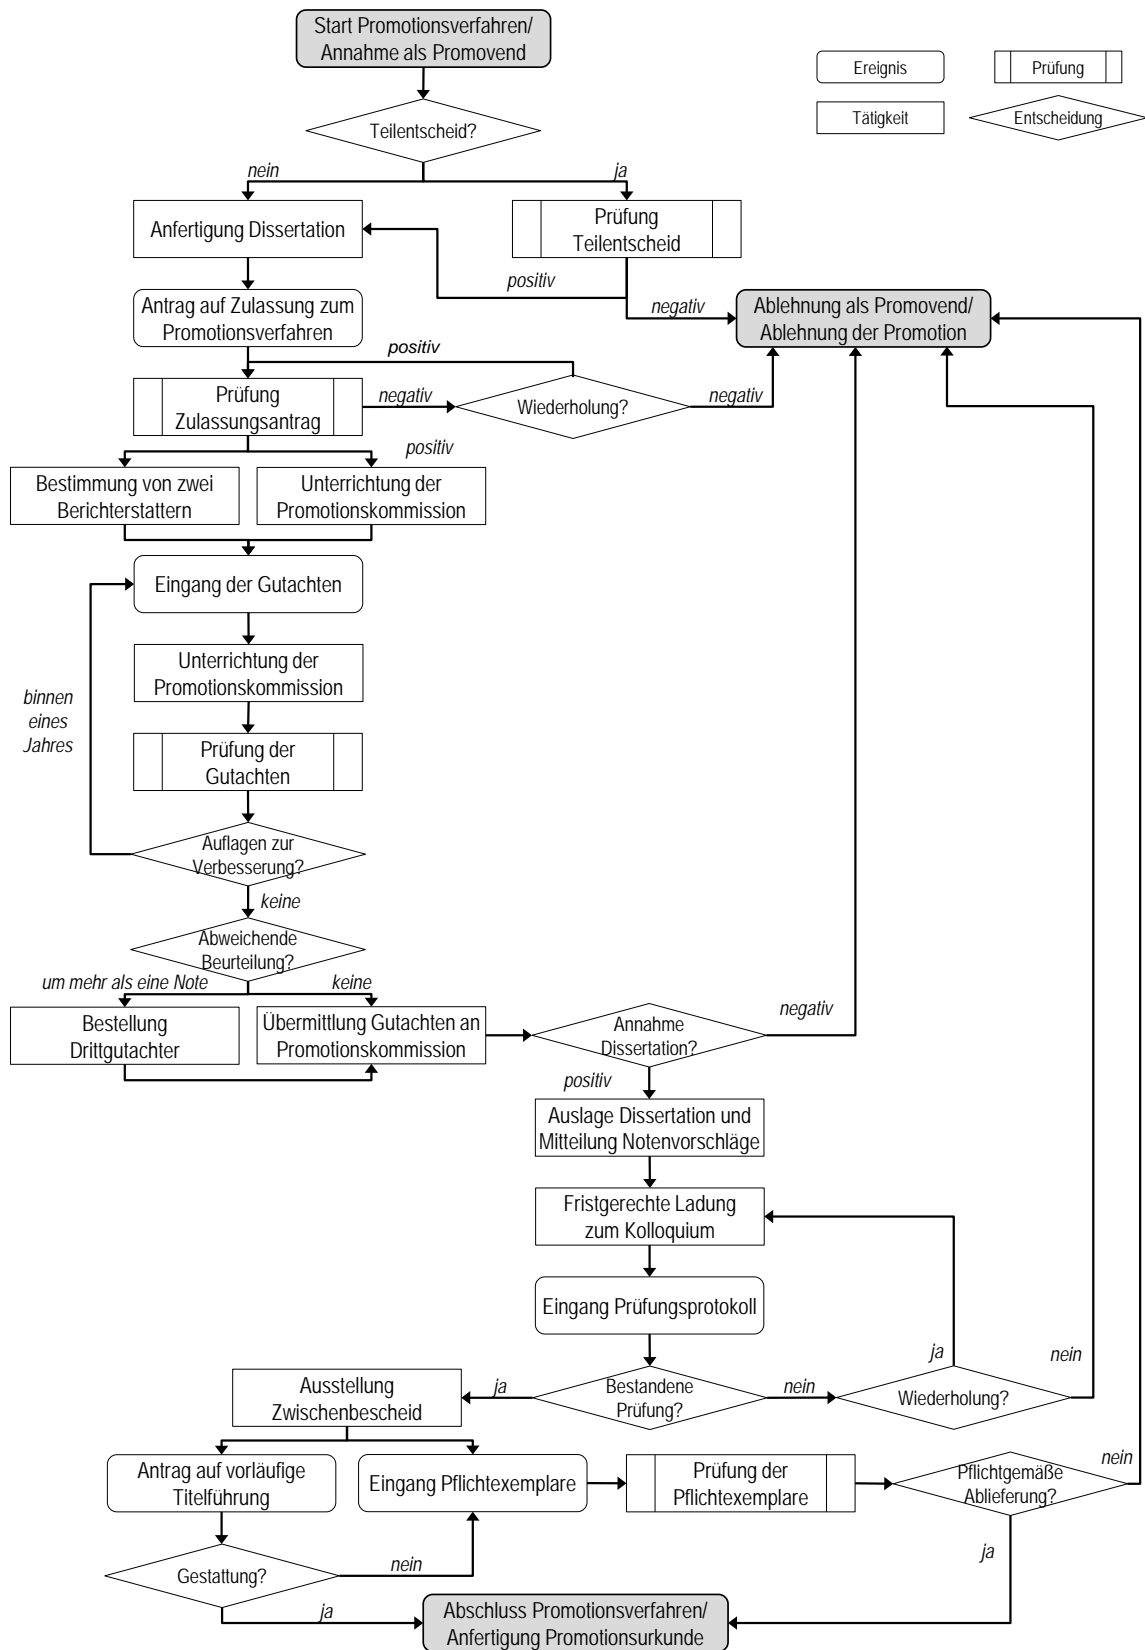 Start Promotionsverfahren/
Annahme als Promovend
Ereignis
Prüfung
Tätigkeit
Entscheidung
Teilentscheid?
nein
ja
Anfertigung Dissertation
Prüfung
Teilentscheid
positiv
negativ
Antrag auf Zulassung zum
Promotionsverfahren
Ablehnung als Promovend/
Ablehnung der Promotion
positiv
Prüfung
Zulassungsantrag
negativ
Wiederholung?
negativ
positiv
Bestimmung von zwei
Berichterstattern
Unterrichtung der
Promotionskommission
Eingang der Gutachten
Unterrichtung der
Promotionskommission
binnen
eines
Jahres
Prüfung der
Gutachten
Auflagen zur
Verbesserung?
keine
Abweichende
Beurteilung?
um mehr als eine Note
keine
Bestellung
Drittgutachter
Übermittlung Gutachten an
Promotionskommission
Annahme
Dissertation?
negativ
positiv
Auslage Dissertation und
Mitteilung Notenvorschläge
Fristgerechte Ladung
zum Kolloquium
Eingang Prüfungsprotokoll
ja
nein
Ausstellung
Zwischenbescheid
ja
Bestandene
Prüfung?
nein
Wiederholung?
Antrag auf vorläufige
Titelführung
Eingang Pflichtexemplare
Prüfung der
Pflichtexemplare
Pflichtgemäße
Ablieferung?
nein
ja
Gestattung?
nein
ja
Abschluss Promotionsverfahren/
Anfertigung Promotionsurkunde